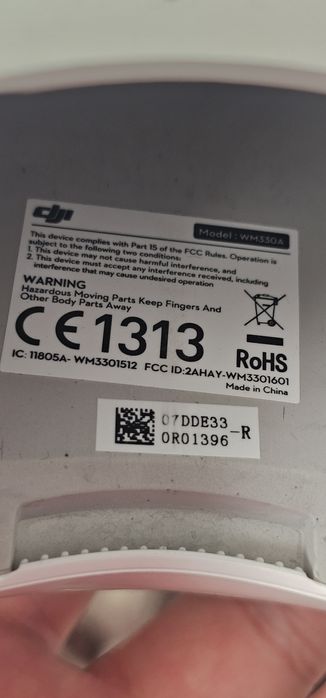 dji
Model : WM330A
This device complies with Part 15 of the FCC Rules. Operation is
subject to the following two conditions:
1. This device may not cause harmful interference, and
2. This device must accept any interference received, including
interference that may cause undesired operation
WARNING
Hazardous Moving Parts Keep Fingers And
Other Body Parts Away
CE1313
RoHS
IC: 11805A- WM3301512 FCC ID:2AHAY-WM3301601
Made in China
07DDE33
0R01396 -R